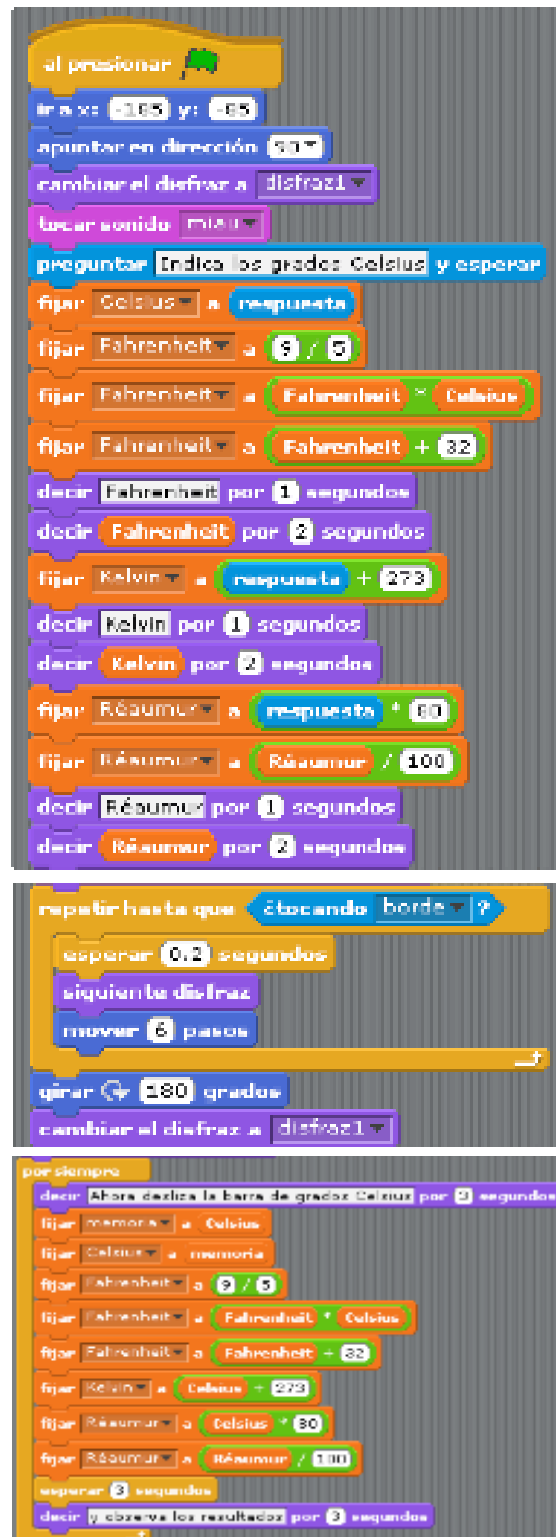 al presionar
ir a x: -185 y: -85
apuntar en dirección 90
cambiar el disfraz a disfraz1
tocar sonido miau
preguntar Indica los grados Celsius y esperar
fijar Celsius a respuesta
fijar Fahrenheit a 9 / 5
fijar Fahrenheit a Fahrenheit * Celsius
fijar Fahrenheit a Fahrenheit + 32
decir Fahrenheit por 1 segundos
decir Fahrenheit por 2 segundos
fijar Kelvin a respuesta + 273
decir Kelvin por 1 segundos
decir Kelvin por 2 segundos
fijar Réaumur a respuesta * 80
fijar Réaumur a Réaumur / 100
decir Réaumur por 1 segundos
decir Réaumur por 2 segundos
repetir hasta que ¿tocando borde ?
esperar 0.2 segundos
siguiente disfraz
mover 6 pasos
girar 180 grados
cambiar el disfraz a disfraz1
por siempre
decir Ahora desliza la barra de grados Celsius por 3 segundos
fijar memoria a Celsius
fijar Celsius a memoria
fijar Fahrenheit a 9 / 5
fijar Fahrenheit a Fahrenheit * Celsius
fijar Fahrenheit a Fahrenheit + 32
fijar Kelvin a Celsius + 273
fijar Réaumur a Celsius * 80
fijar Réaumur a Réaumur / 100
esperar 3 segundos
decir y observa los resultados por 3 segundos